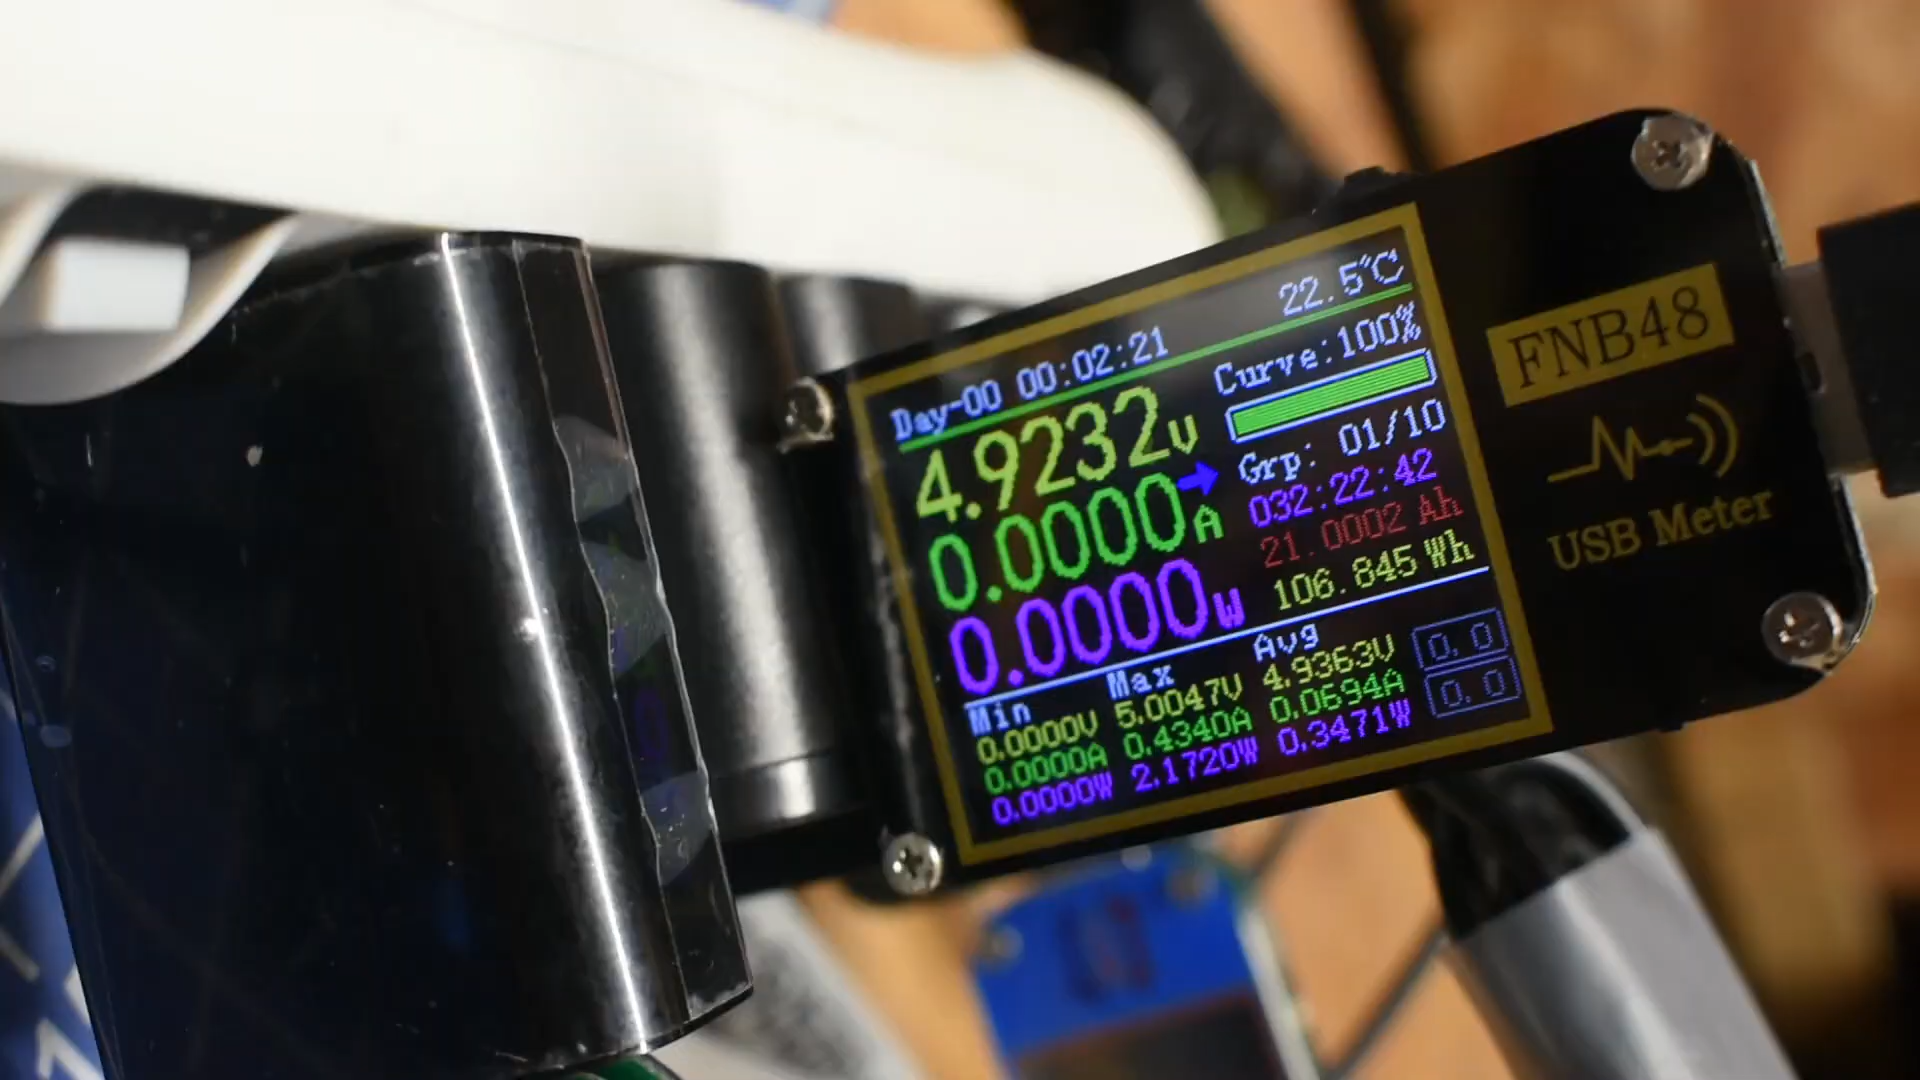 Day-00 00:02:21
22.5°C
4.9232V
0.0000A
0.0000W
Curve:100%
Grp: 01/10
032:22:42
21.0002 Ah
106.845 Wh
Min Max Avg
0.0000V 5.0047V 4.9363V
0.0000A 0.4340A 0.0694A
0.0000W 2.1720W 0.3471W
0.0
0.0
FNB48
USB Meter